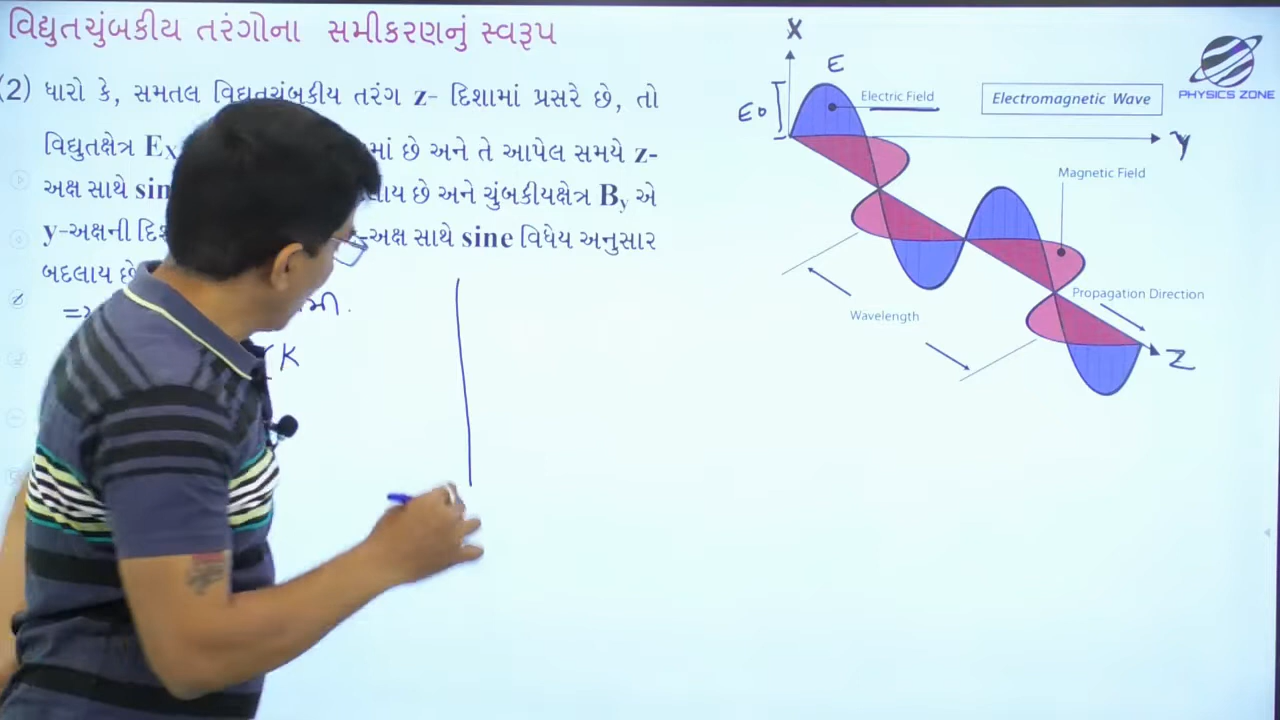 વિદ્યુતચુંબકીય તરંગોના સમીકરણનું સ્વરૂપ
(2) ધારો કે, સમતલ વિદ્યુતચુંબકીય તરંગ z- દિશામાં પ્રસરે છે, તો
વિદ્યુતક્ષેત્ર Ex માં છે અને તે આપેલ સમયે z-
અક્ષ સાથે sin છે અને ચુંબકીયક્ષેત્ર By એ
y-અક્ષની અક્ષ સાથે sine વિધેય અનુસાર
બદલાય છે
K
X
E
E0
Electric Field
Electromagnetic Wave
PHYSICS ZONE
Y
Magnetic Field
Propagation Direction
Wavelength
Z